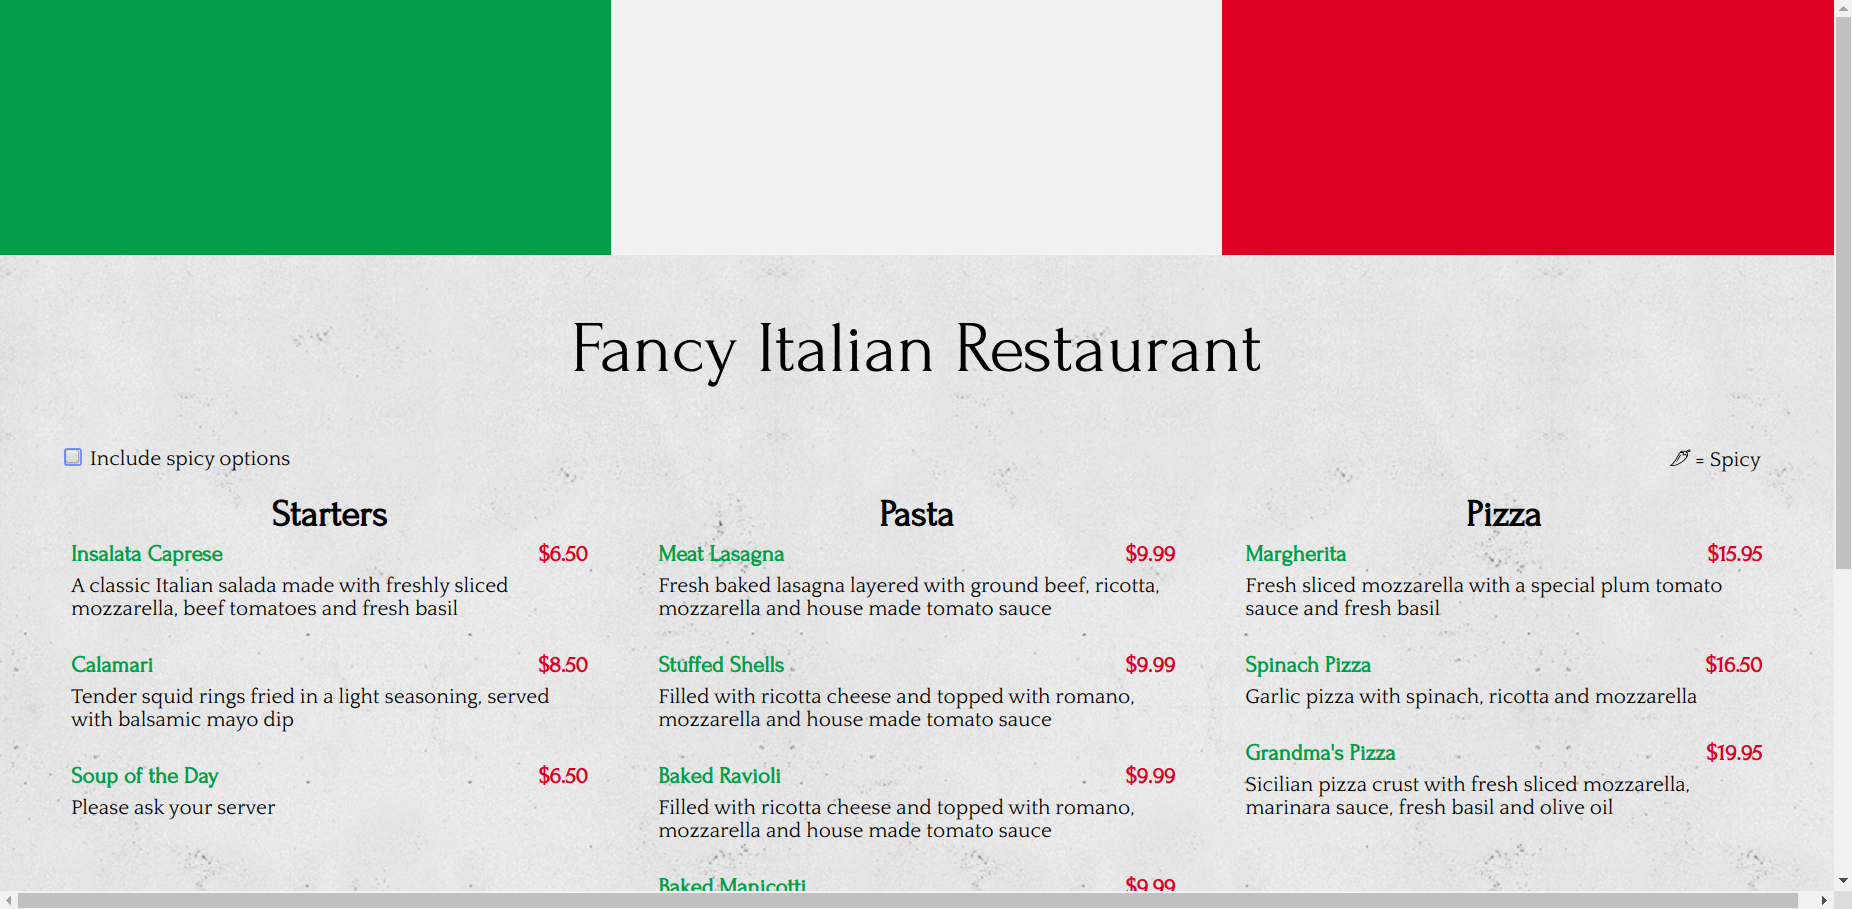 Fancy Italian Restaurant
Include spicy options
= Spicy
Starters
Insalata Caprese $6.50
A classic Italian salada made with freshly sliced
mozzarella, beef tomatoes and fresh basil
Calamari $8.50
Tender squid rings fried in a light seasoning, served
with balsamic mayo dip
Soup of the Day $6.50
Please ask your server
Pasta
Meat Lasagna $9.99
Fresh baked lasagna layered with ground beef, ricotta,
mozzarella and house made tomato sauce
Stuffed Shells $9.99
Filled with ricotta cheese and topped with romano,
mozzarella and house made tomato sauce
Baked Ravioli $9.99
Filled with ricotta cheese and topped with romano,
mozzarella and house made tomato sauce
Baked Manicotti $9.99
Pizza
Margherita $15.95
Fresh sliced mozzarella with a special plum tomato
sauce and fresh basil
Spinach Pizza $16.50
Garlic pizza with spinach, ricotta and mozzarella
Grandma's Pizza $19.95
Sicilian pizza crust with fresh sliced mozzarella,
marinara sauce, fresh basil and olive oil